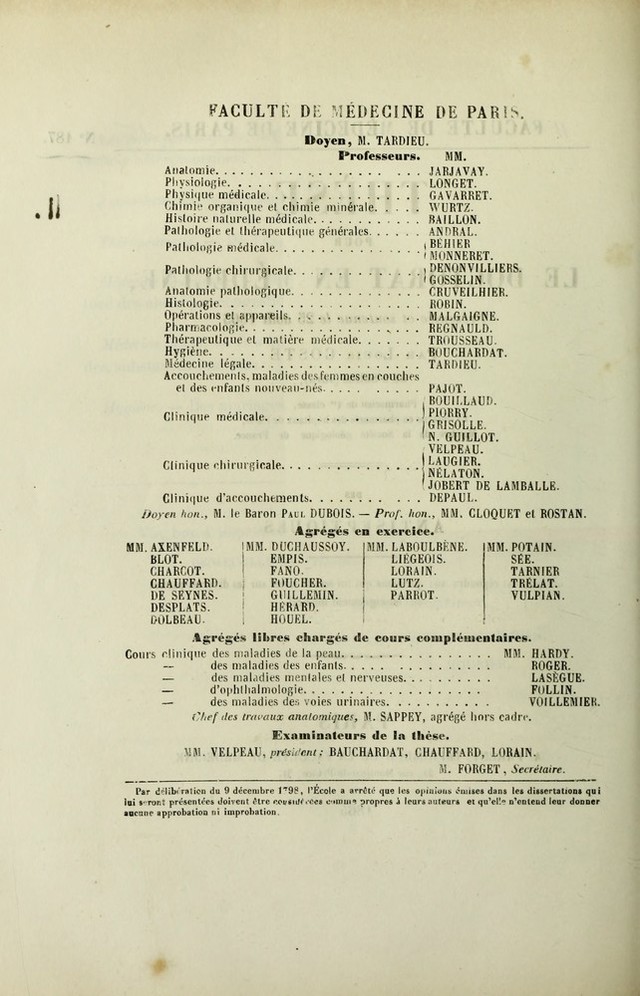 FACULTÉ DE MÉDECINE DE PARIS.
Doyen, M. TARDIEU.
Professeurs. MM.
Anatomie. . . . . . . . . . . . . . . . . . . . JARJAVAY.
Physiologie. . . . . . . . . . . . . . . . . . . LONGET.
Physique médicale. . . . . . . . . . . . . . . . GAVARRET.
Chimie organique et chimie minérale. . . . . WURTZ.
Histoire naturelle médicale. . . . . . . . . . . BAILLON.
Pathologie et thérapeutique générales. . . . . . ANDRAL.
Pathologie médicale. . . . . . . . . . . . . . . BÉHIER
MONNERET.
Pathologie chirurgicale. . . . . . . . . . . . . DENONVILLIERS.
GOSSELIN.
Anatomie pathologique. . . . . . . . . . . . . CRUVEILHIER.
Histologie. . . . . . . . . . . . . . . . . . . . ROBIN.
Opérations et appareils. . . . . . . . . . . . . MALGAIGNE.
Pharmacologie. . . . . . . . . . . . . . . . . . REGNAULD.
Thérapeutique et matière médicale. . . . . . . TROUSSEAU.
Hygiène. . . . . . . . . . . . . . . . . . . . . BOUCHARDAT.
Médecine légale. . . . . . . . . . . . . . . . . TARDIEU.
Accouchements, maladies des femmes en couches
et des enfants nouveau-nés. . . . . . . . . . . PAJOT.
BOUILLAUD.
Clinique médicale. . . . . . . . . . . . . . . . PIORRY.
GRISOLLE.
N. GUILLOT.
VELPEAU.
Clinique chirurgicale. . . . . . . . . . . . . . LAUGIER.
NÉLATON.
JOBERT DE LAMBALLE.
Clinique d'accouchements. . . . . . . . . . . . DEPAUL.
Doyen hon., M. le Baron PAUL DUBOIS. — Prof. hon., MM. CLOQUET et ROSTAN.
Agrégés en exercice.
MM. AXENFELD. MM. DUCHAUSSOY. MM. LABOULBÈNE. MM. POTAIN.
BLOT. EMPIS. LIÉGEOIS. SÉE.
CHARCOT. FANO. LORAIN. TARNIER
CHAUFFARD. FOUCHER. LUTZ. TRÉLAT.
DE SEYNES. GUILLEMIN. PARROT. VULPIAN.
DESPLATS. HÉRARD.
DOLBEAU. HOUEL.
Agrégés libres chargés de cours complémentaires.
Cours clinique des maladies de la peau. . . . . . . . . . . . . . . . MM. HARDY.
— des maladies des enfants. . . . . . . . . . . . . . ROGER.
— des maladies mentales et nerveuses. . . . . . . . . LASÈGUE.
— d'ophthalmologie. . . . . . . . . . . . . . . . . . FOLLIN.
— des maladies des voies urinaires. . . . . . . . . . . VOILLEMIER.
Chef des travaux anatomiques, M. SAPPEY, agrégé hors cadre.
Examinateurs de la thèse.
MM. VELPEAU, président; BAUCHARDAT, CHAUFFARD, LORAIN.
M. FORGET, Secrétaire.
Par délibération du 9 décembre 1798, l'École a arrêté que les opinions émises dans les dissertations qui
lui seront présentées doivent être considérées comme propres à leurs auteurs et qu'elle n'entend leur donner
aucune approbation ni improbation.